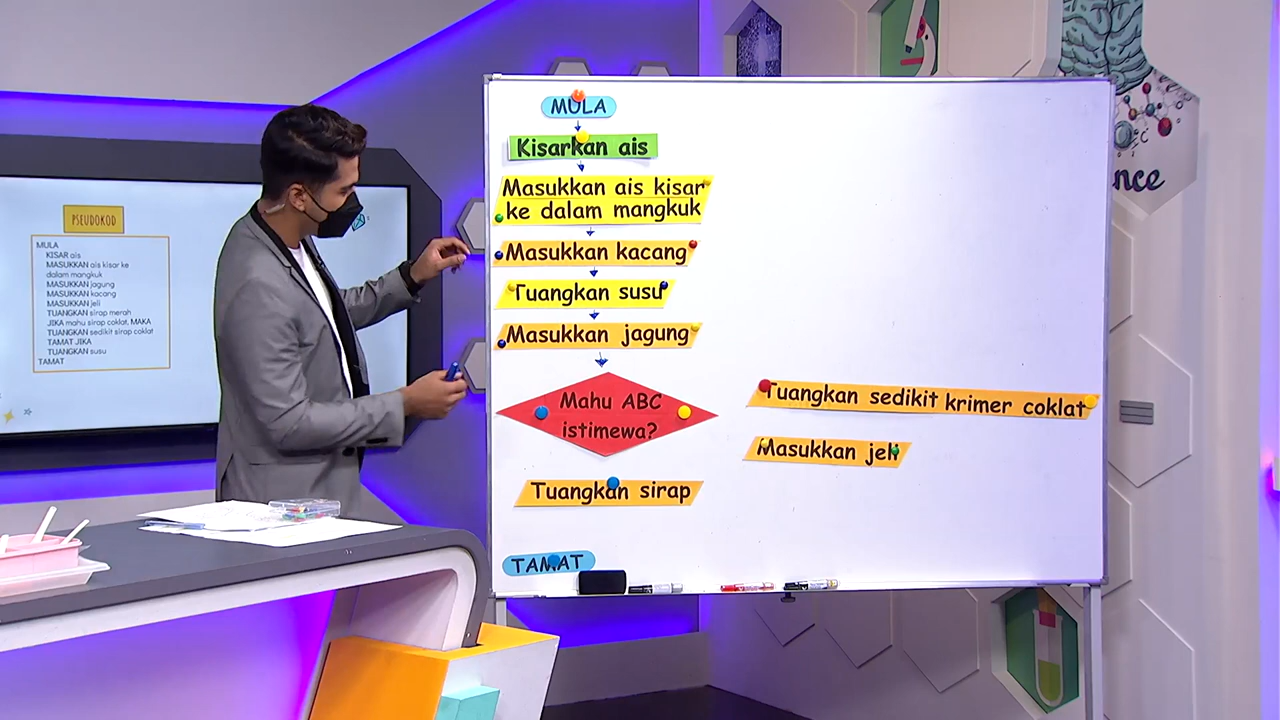 PSEUDOKOD
MULA
KISAR ais
MASUKKAN ais kisar ke
dalam mangkuk
MASUKKAN jagung
MASUKKAN kacang
MASUKKAN jeli
TUANGKAN sirap merah
JIKA mahu sirap coklat, MAKA
TUANGKAN sedikit sirap coklat
TAMAT JIKA
TUANGKAN susu
TAMAT
MULA
Kisarkan ais
Masukkan ais kisar
ke dalam mangkuk
Masukkan kacang
Tuangkan susu
Masukkan jagung
Mahu ABC
istimewa?
Tuangkan sedikit krimer coklat
Masukkan jeli
Tuangkan sirap
TAMAT
nce